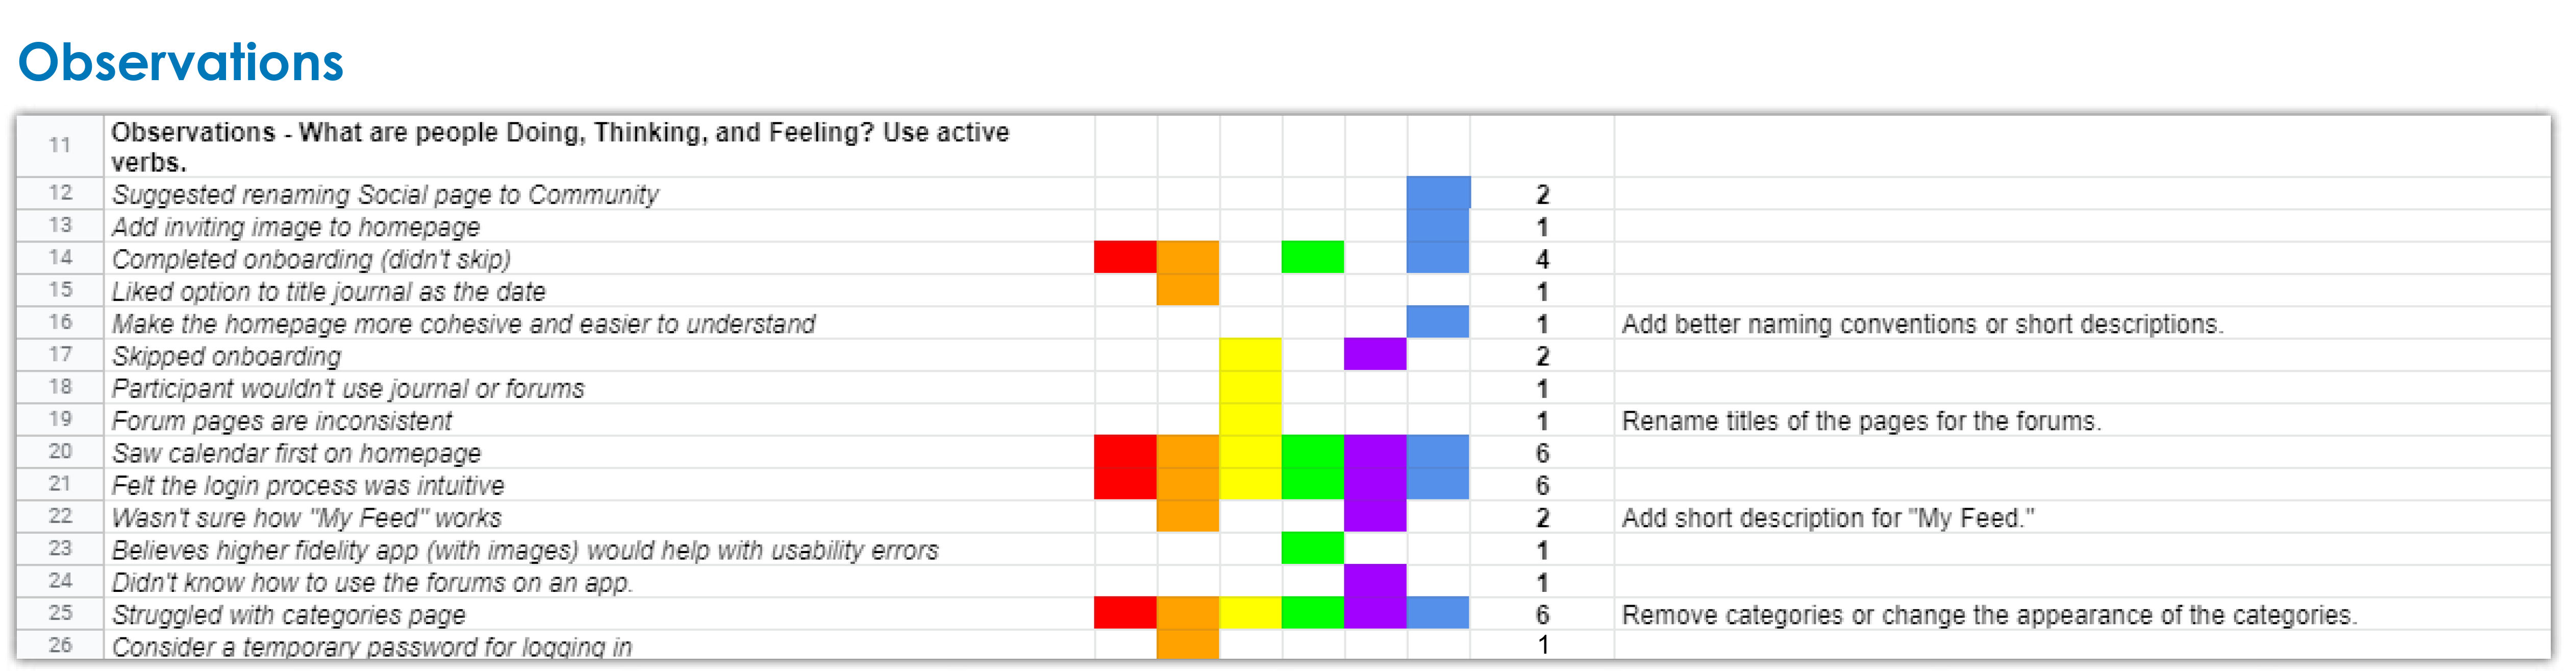 Observations
11 Observations - What are people Doing, Thinking, and Feeling? Use active
verbs.
12 Suggested renaming Social page to Community 2
13 Add inviting image to homepage 1
14 Completed onboarding (didn't skip) 4
15 Liked option to title journal as the date 1
16 Make the homepage more cohesive and easier to understand 1 Add better naming conventions or short descriptions.
17 Skipped onboarding 2
18 Participant wouldn't use journal or forums 1
19 Forum pages are inconsistent 1 Rename titles of the pages for the forums.
20 Saw calendar first on homepage 6
21 Felt the login process was intuitive 6
22 Wasn't sure how "My Feed" works 2 Add short description for "My Feed."
23 Believes higher fidelity app (with images) would help with usability errors 1
24 Didn't know how to use the forums on an app. 1
25 Struggled with categories page 6 Remove categories or change the appearance of the categories.
26 Consider a temporary password for logging in 1